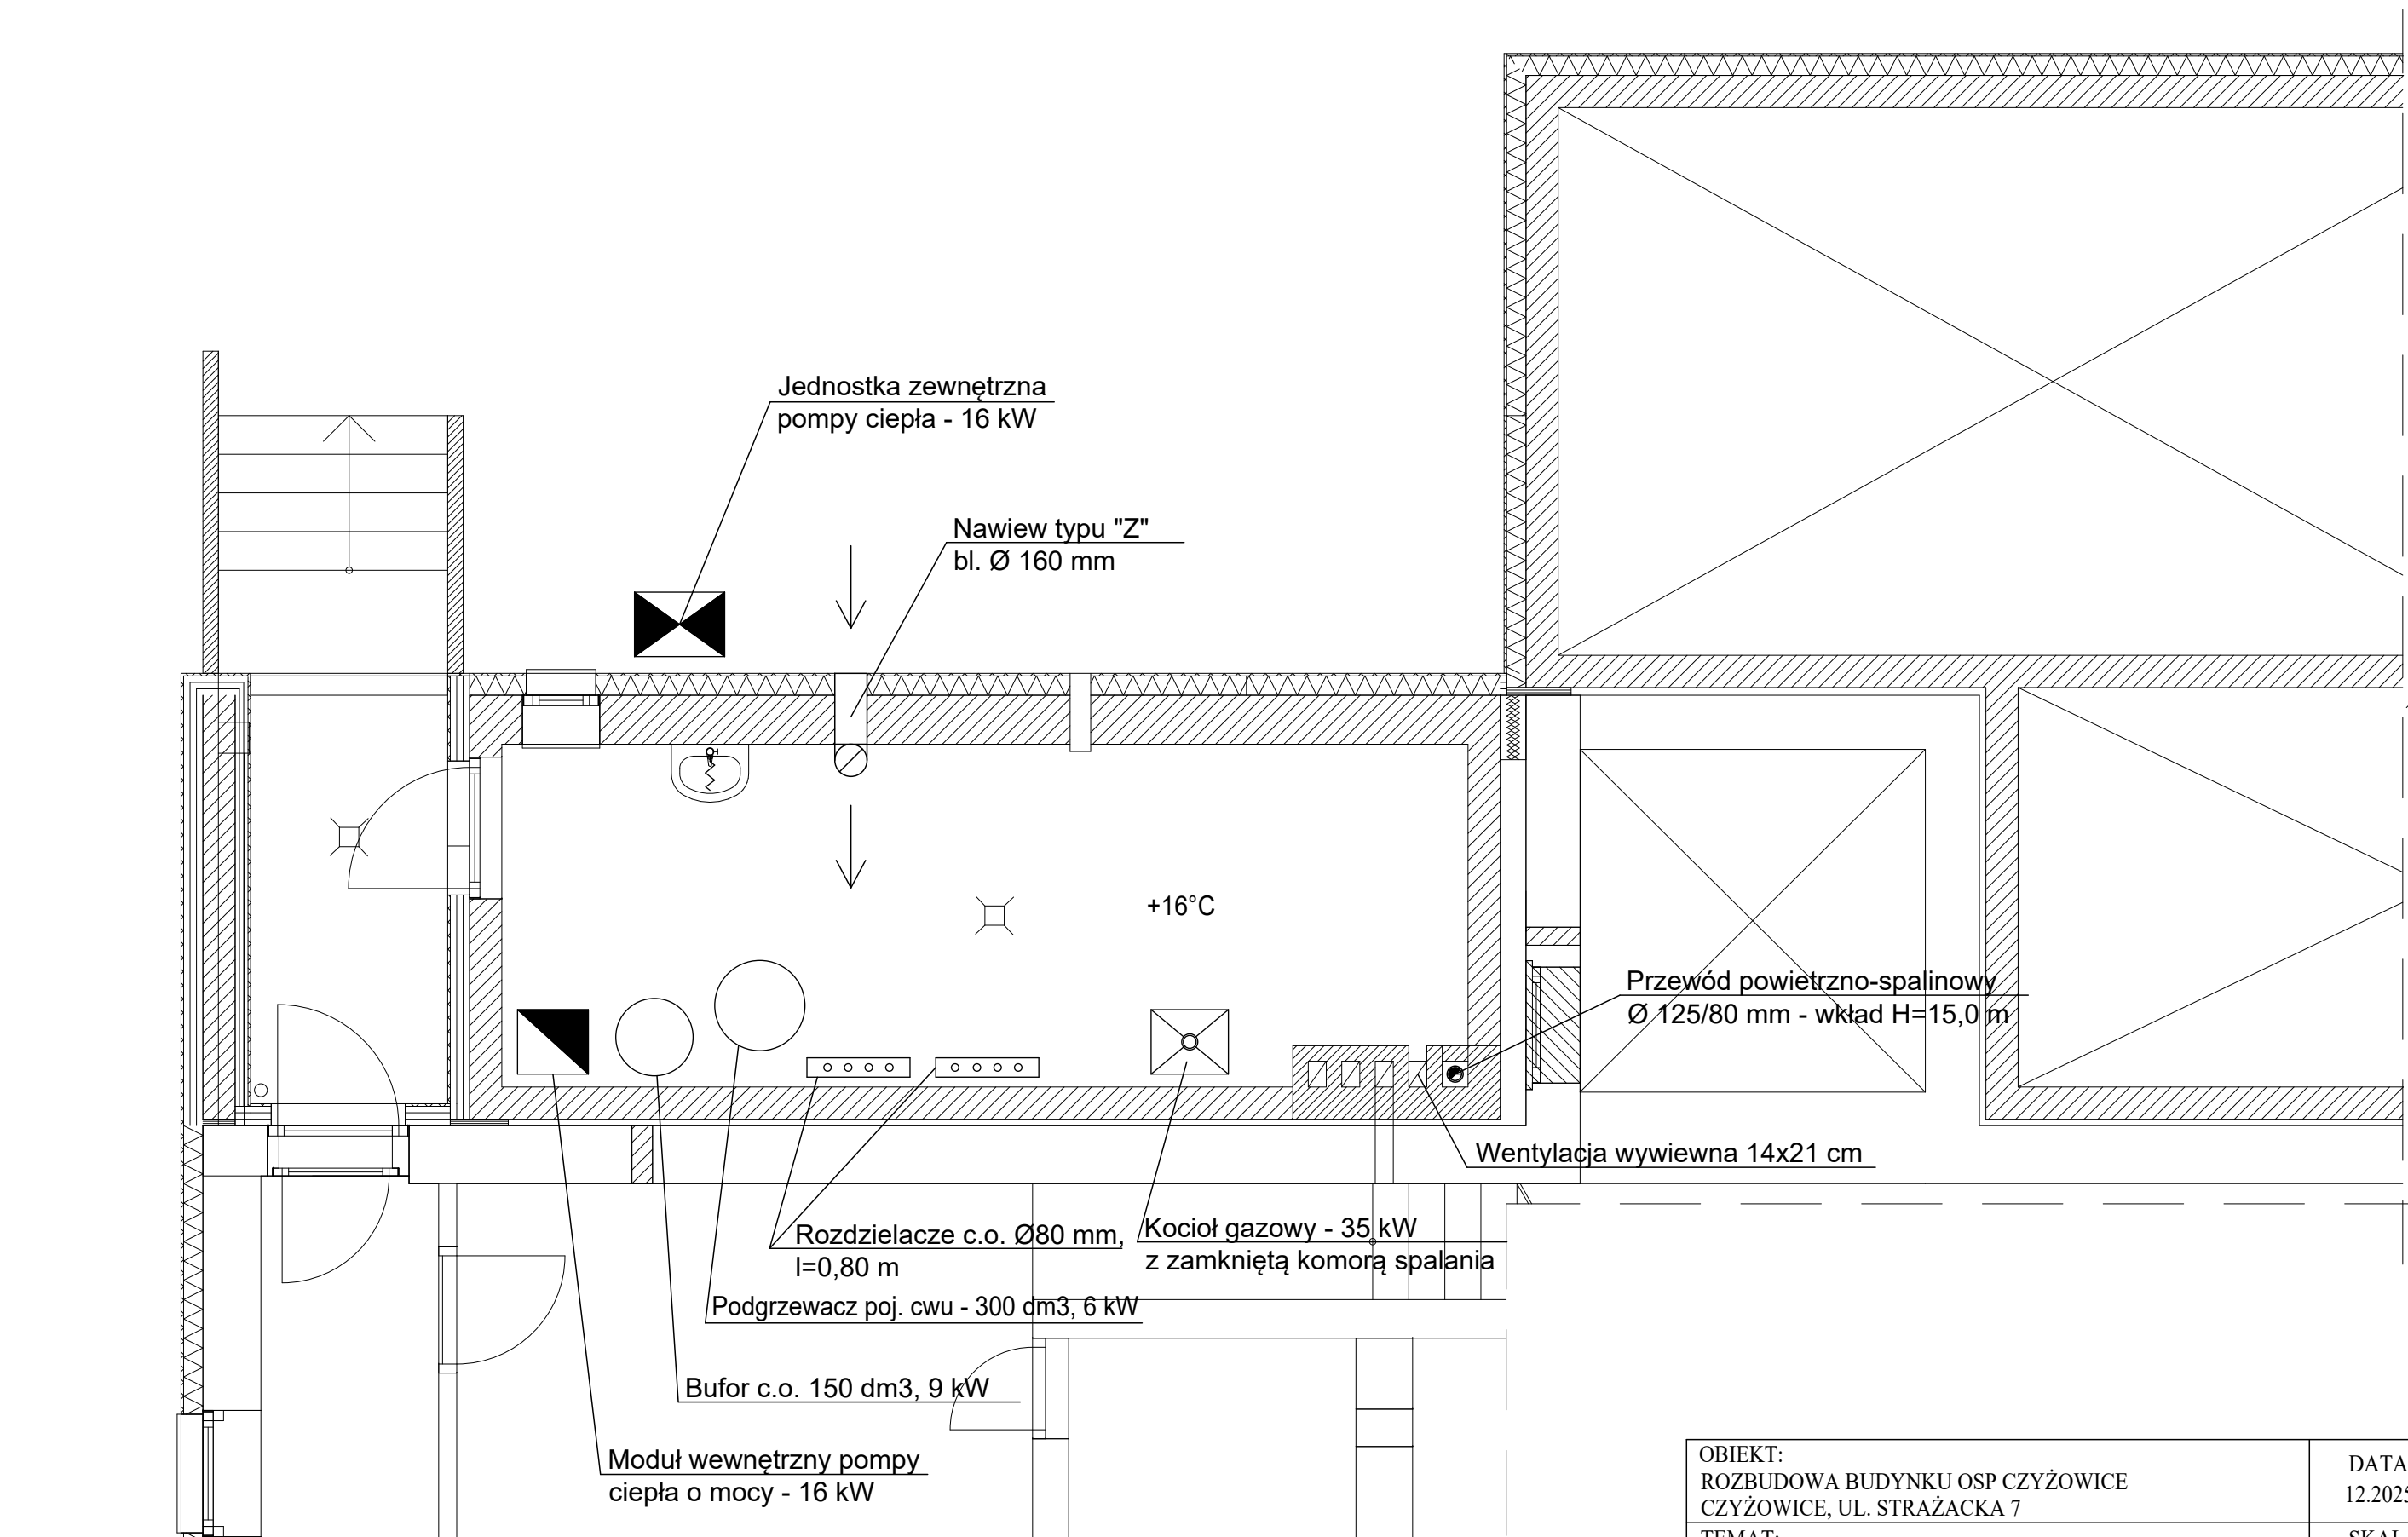 Jednostka zewnętrzna
pompy ciepła - 16 kW
Nawiew typu "Z"
bl. Ø 160 mm
+16°C
Przewód powietrzno-spalinowy
Ø 125/80 mm - wkład H=15,0 m
Wentylacja wywiewna 14x21 cm
Rozdzielacze c.o. Ø80 mm,
l=0,80 m
Kocioł gazowy - 35 kW
z zamkniętą komorą spalania
Podgrzewacz poj. cwu - 300 dm3, 6 kW
Bufor c.o. 150 dm3, 9 kW
Moduł wewnętrzny pompy
ciepła o mocy - 16 kW
OBIEKT:
ROZBUDOWA BUDYNKU OSP CZYŻOWICE
CZYŻOWICE, UL. STRAŻACKA 7
DATA
12.2025
TEMAT: